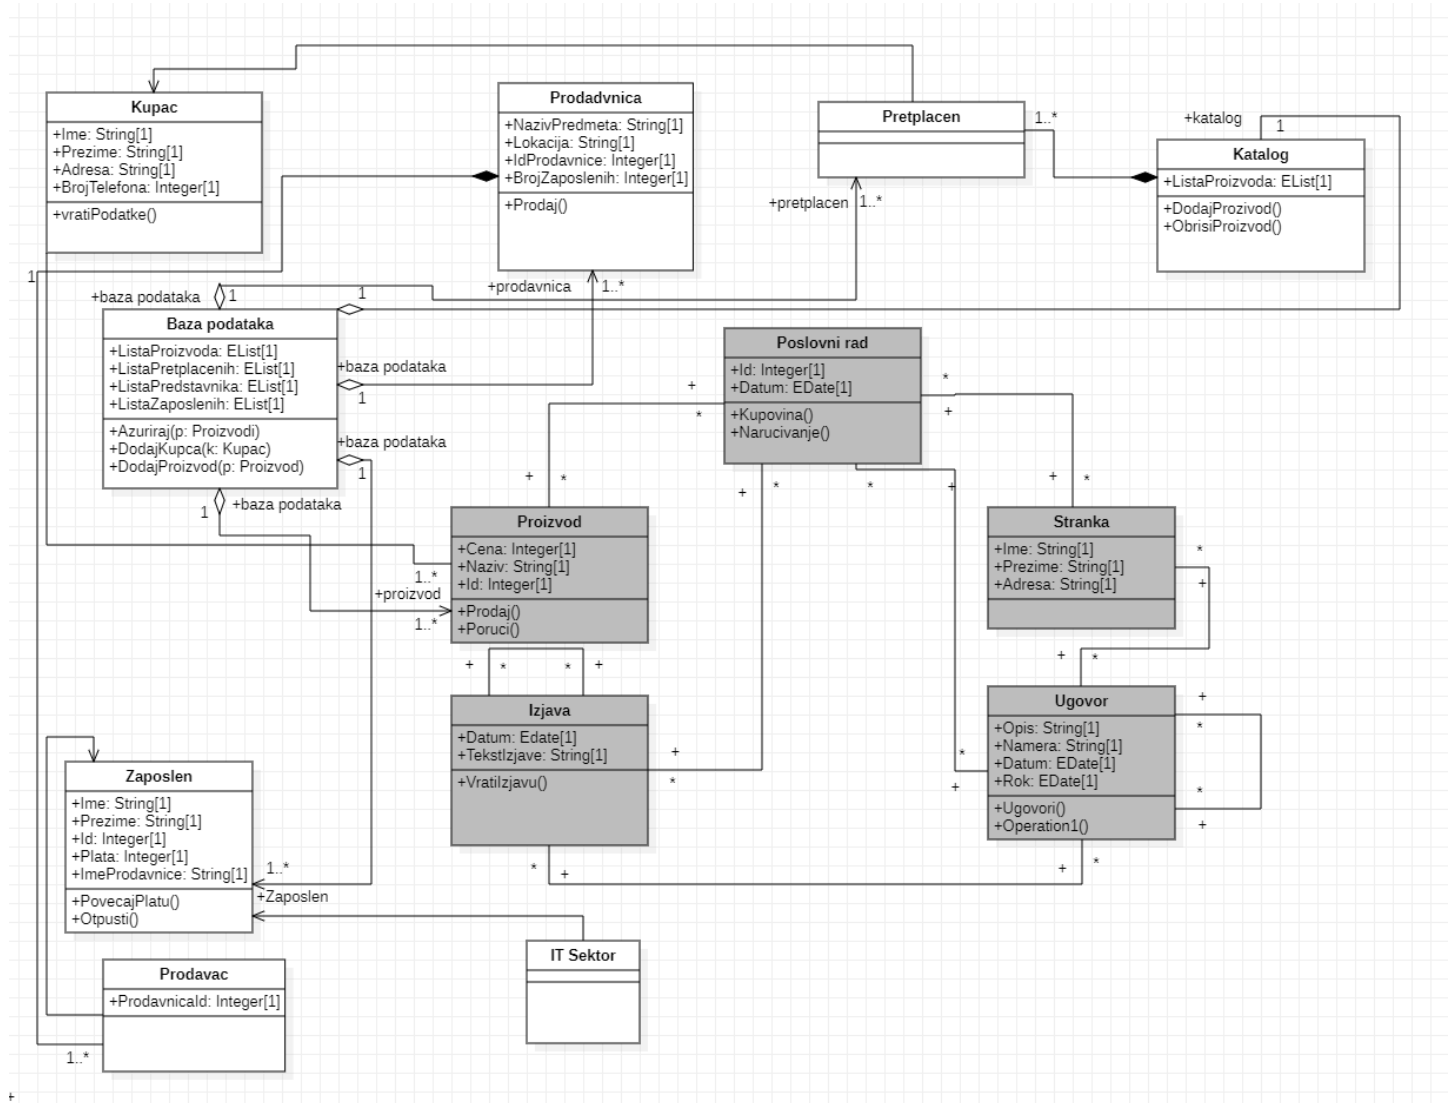 Kupac
+Ime: String[1]
+Prezime: String[1]
+Adresa: String[1]
+BrojTelefona: Integer[1]
+vratiPodatke()
Prodadvnica
+NazivPredmeta: String[1]
+Lokacija: String[1]
+IdProdavnice: Integer[1]
+BrojZaposlenih: Integer[1]
+Prodaj()
Pretplacen
1..*
+katalog
1
Katalog
+ListaProizvoda: EList[1]
+DodajProzivod()
+ObrisiProizvod()
+pretplacen
1..*
1
+prodavnica
1..*
+baza podataka
1
1
Baza podataka
+ListaProizvoda: EList[1]
+ListaPretplacenih: EList[1]
+ListaPredstavnika: EList[1]
+ListaZaposlenih: EList[1]
+Azuriraj(p: Proizvodi)
+DodajKupca(k: Kupac)
+DodajProizvod(p: Proizvod)
+baza podataka
1
+baza podataka
1
1
+baza podataka
Poslovni rad
+Id: Integer[1]
+Datum: EDate[1]
+Kupovina()
+Narucivanje()
+
*
*
+
+
*
+
*
*
+
+
*
Proizvod
+Cena: Integer[1]
+Naziv: String[1]
+Id: Integer[1]
+Prodaj()
+Poruci()
1..*
+proizvod
1..*
Stranka
+Ime: String[1]
+Prezime: String[1]
+Adresa: String[1]
*
+
+
*
+
*
*
+
Izjava
+Datum: Edate[1]
+TekstIzjave: String[1]
+VratiIzjavu()
+
*
*
+
Ugovor
+Opis: String[1]
+Namera: String[1]
+Datum: EDate[1]
+Rok: EDate[1]
+Ugovori()
+Operation1()
+
*
*
+
*
+
+
*
Zaposlen
+Ime: String[1]
+Prezime: String[1]
+Id: Integer[1]
+Plata: Integer[1]
+ImeProdavnice: String[1]
+PovecajPlatu()
+Otpusti()
1..*
+Zaposlen
IT Sektor
Prodavac
+ProdavnicaId: Integer[1]
1..*
+